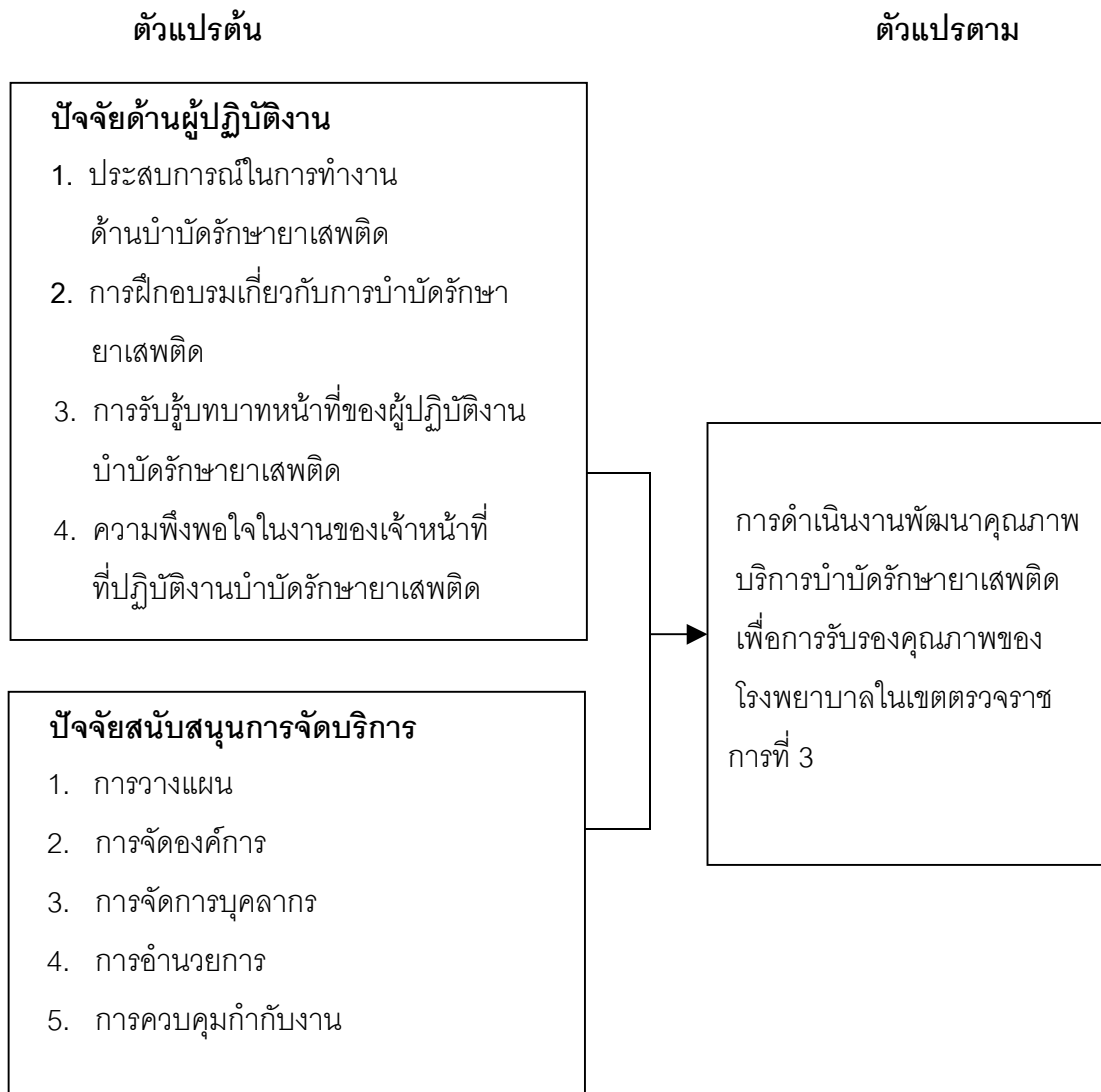 ตัวแปรต้น
ตัวแปรตาม
ปัจจัยด้านผู้ปฏิบัติงาน
1. ประสบการณ์ในการทำงาน
ด้านบำบัดรักษายาเสพติด
2. การฝึกอบรมเกี่ยวกับการบำบัดรักษา
ยาเสพติด
3. การรับรู้บทบาทหน้าที่ของผู้ปฏิบัติงาน
บำบัดรักษายาเสพติด
4. ความพึงพอใจในงานของเจ้าหน้าที่
ที่ปฏิบัติงานบำบัดรักษายาเสพติด
ปัจจัยสนับสนุนการจัดบริการ
1. การวางแผน
2. การจัดองค์การ
3. การจัดการบุคลากร
4. การอำนวยการ
5. การควบคุมกำกับงาน
การดำเนินงานพัฒนาคุณภาพ
บริการบำบัดรักษายาเสพติด
เพื่อการรับรองคุณภาพของ
โรงพยาบาลในเขตตรวจราช
การที่ 3